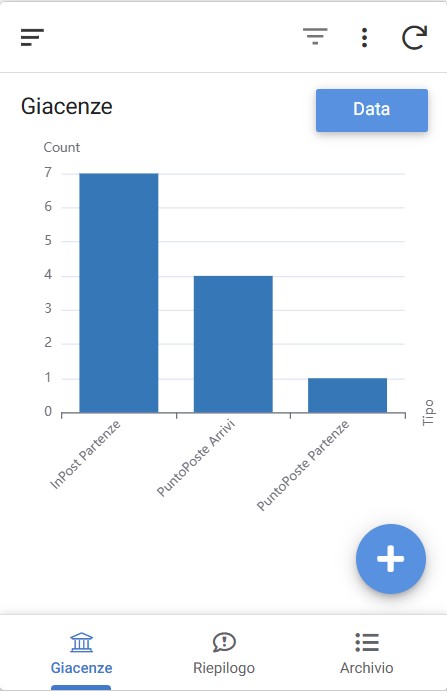 Giacenze
Data
Count
7
6
5
4
3
2
1
0
InPost Partenze
PuntoPoste Arrivi
PuntoPoste Partenze
Tipo
Giacenze
Riepilogo
Archivio